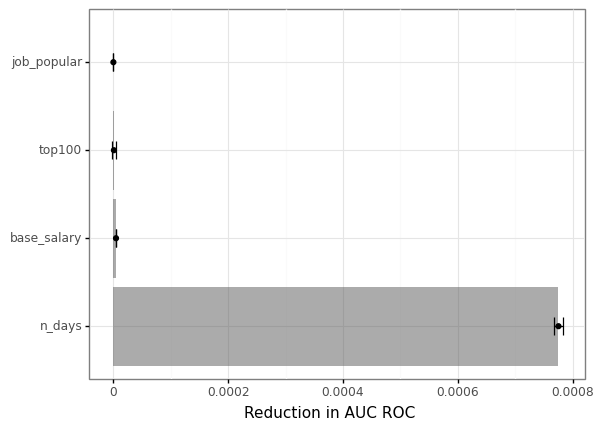 job_popular
top100
base_salary
n_days
0
0.0002
0.0004
0.0006
0.0008
Reduction in AUC ROC